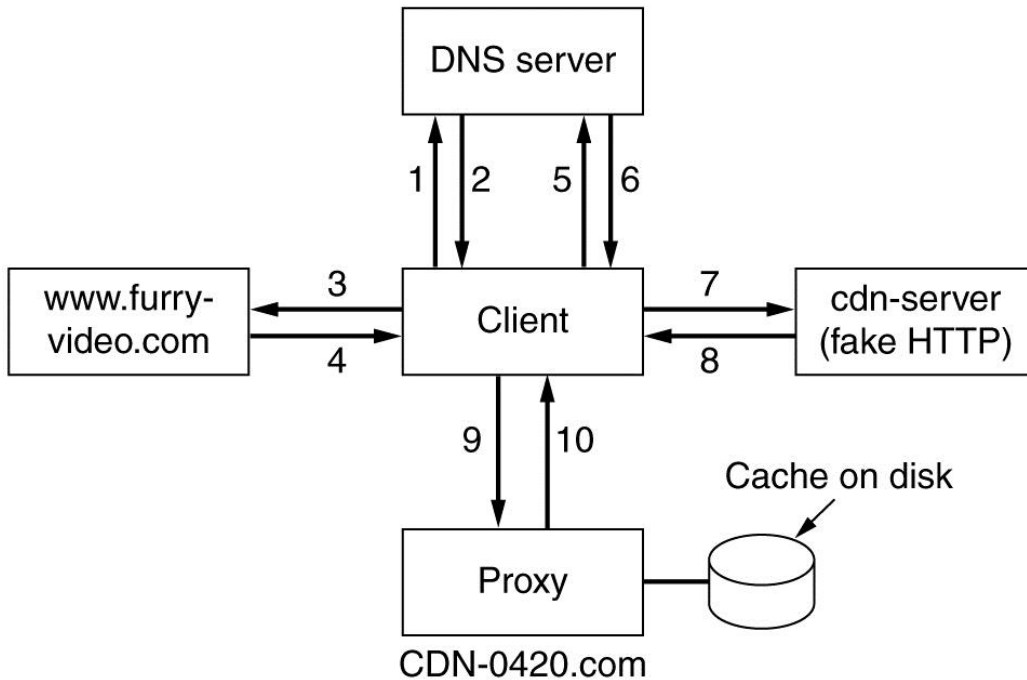 DNS server
1
2
5
6
www.furry-
video.com
3
4
Client
7
8
cdn-server
(fake HTTP)
9
10
Cache on disk
Proxy
CDN-0420.com